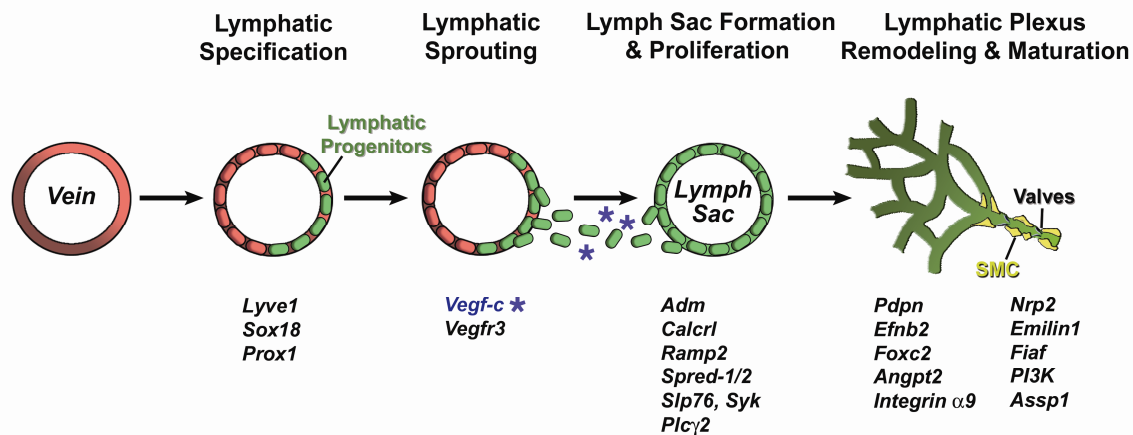 Lymphatic
Specification
Lymphatic
Sprouting
Lymph Sac Formation
& Proliferation
Lymphatic Plexus
Remodeling & Maturation
Vein
Lymphatic
Progenitors
Lymph
Sac
Valves
SMC
Lyve1
Sox18
Prox1
Vegf-c *
Vegfr3
Adm
Calcrl
Ramp2
Spred-1/2
Slp76, Syk
Plcγ2
Pdpn
Efnb2
Foxc2
Angpt2
Integrin α9
Nrp2
Emilin1
Fiaf
PI3K
Assp1